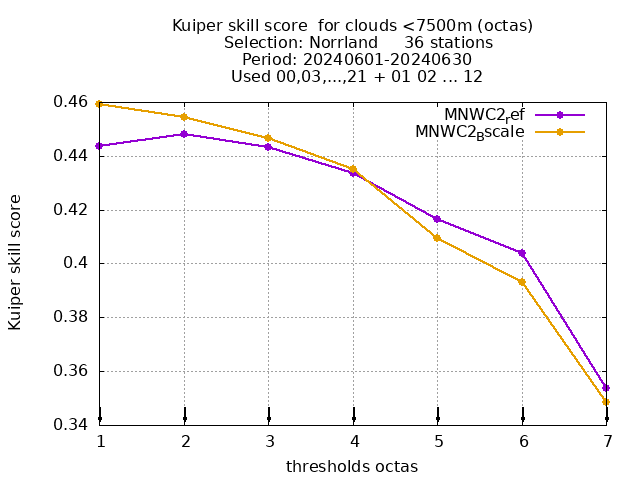 Kuiper skill score  for clouds <7500m (octas)
Selection: Norrland     36 stations
Period: 20240601-20240630
Used 00,03,...,21 + 01 02 ... 12
MNWC2ref
MNWC2Bscale
Kuiper skill score
0.46
0.44
0.42
0.4
0.38
0.36
0.34
1 2 3 4 5 6 7
thresholds octas